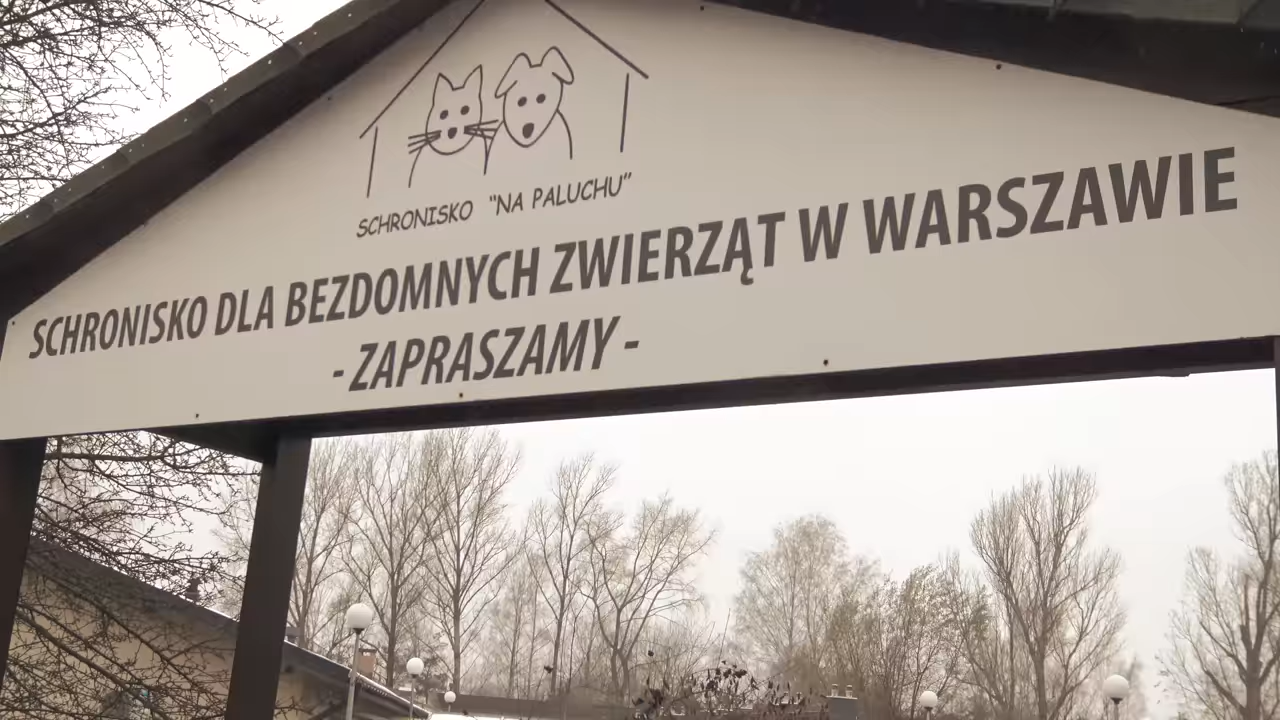 SCHRONISKO "NA PALUCHU"
SCHRONISKO DLA BEZDOMNYCH ZWIERZĄT W WARSZAWIE
- ZAPRASZAMY -